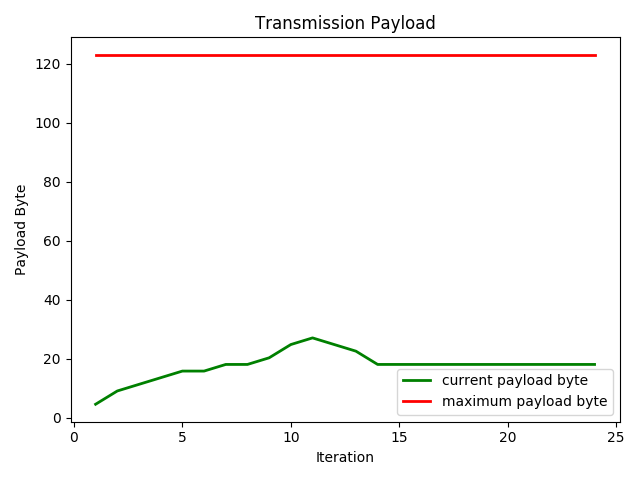 Transmission Payload
120
100
80
60
40
20
0
Payload Byte
current payload byte
maximum payload byte
0 5 10 15 20 25
Iteration